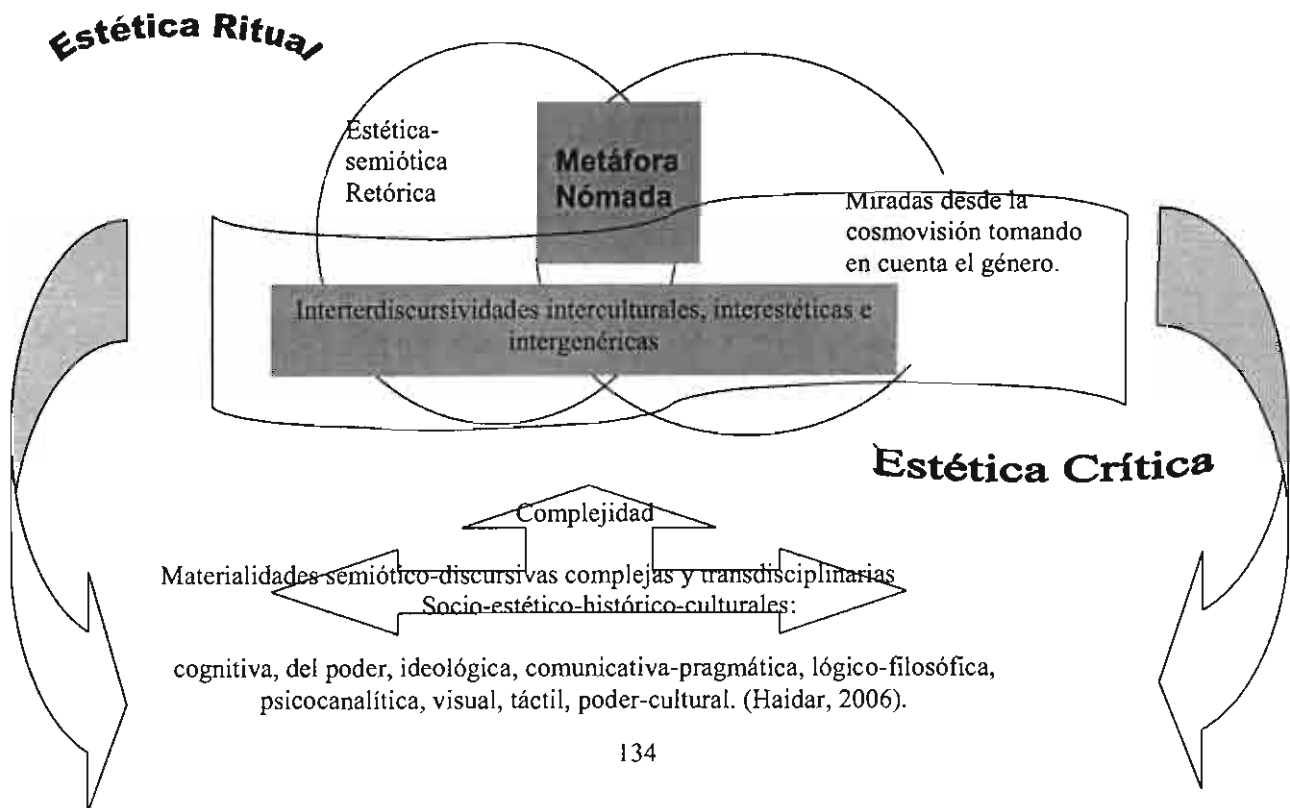 Estética Ritual
Estética-
semiótica
Retórica
Metáfora
Nómada
Miradas desde la
cosmovisión tomando
en cuenta el género.
Interterdiscursividades interculturales, interestéticas e
intergenéricas
Estética Crítica
Complejidad
Materialidades semiótico-discursivas complejas y transdisciplinarias
Socio-estético-histórico-culturales:
cognitiva, del poder, ideológica, comunicativa-pragmática, lógico-filosófica,
psicocanalítica, visual, táctil, poder-cultural. (Haidar, 2006).
134